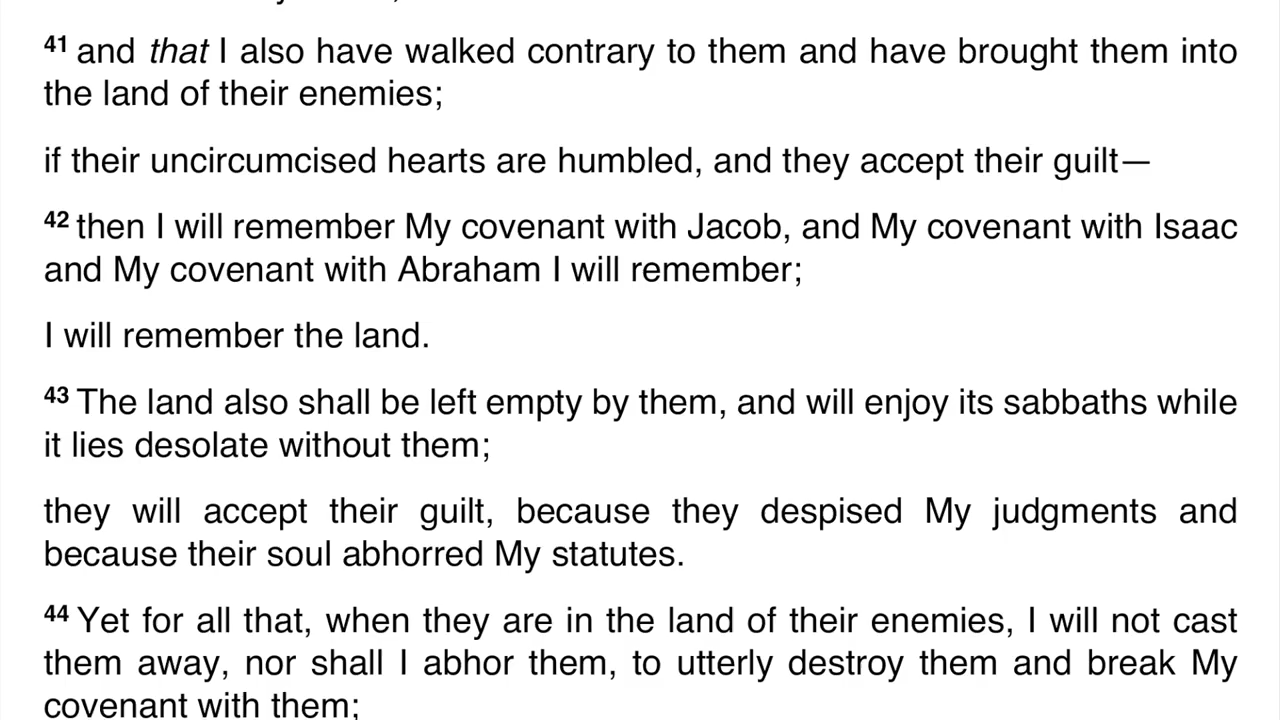 41 and that I also have walked contrary to them and have brought them into
the land of their enemies;
if their uncircumcised hearts are humbled, and they accept their guilt—
42 then I will remember My covenant with Jacob, and My covenant with Isaac
and My covenant with Abraham I will remember;
I will remember the land.
43 The land also shall be left empty by them, and will enjoy its sabbaths while
it lies desolate without them;
they will accept their guilt, because they despised My judgments and
because their soul abhorred My statutes.
44 Yet for all that, when they are in the land of their enemies, I will not cast
them away, nor shall I abhor them, to utterly destroy them and break My
covenant with them;